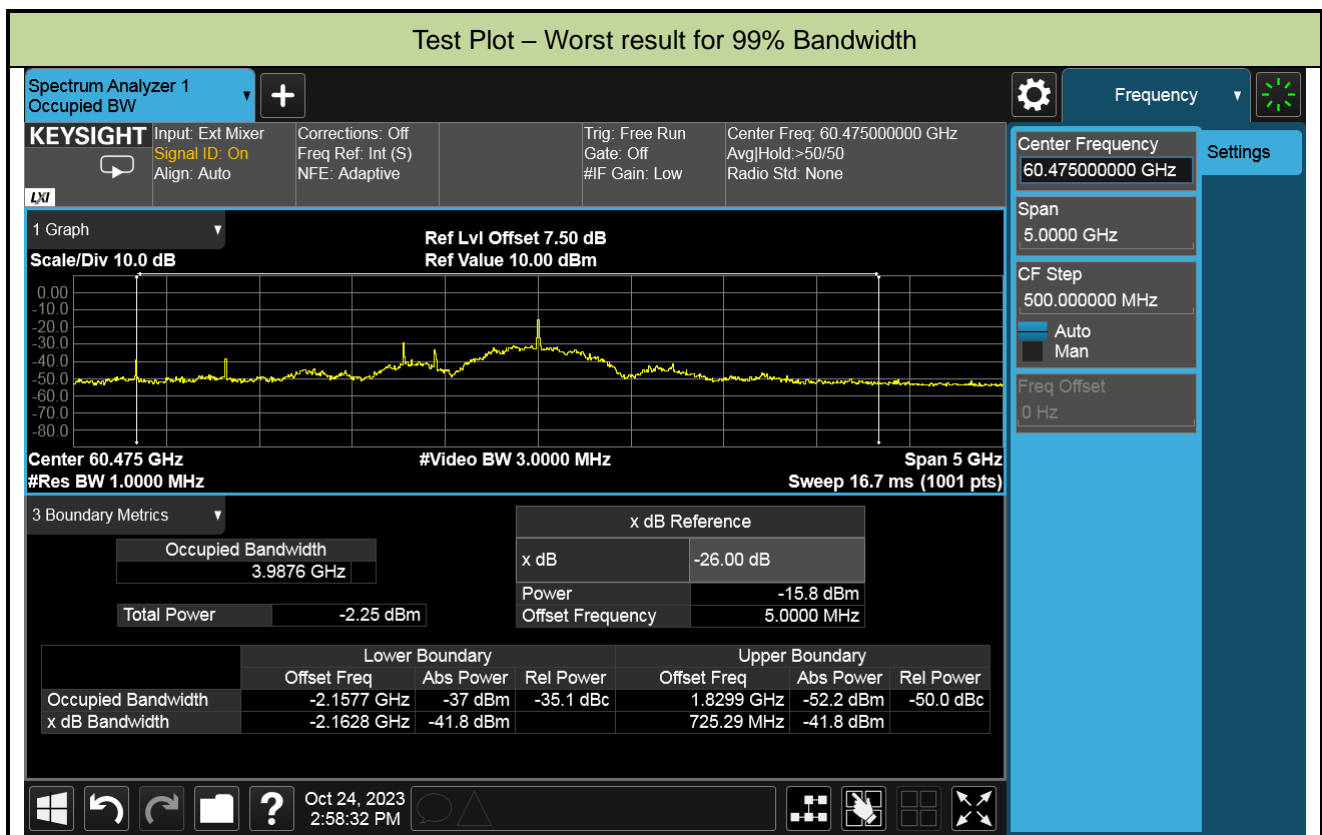 Test Plot – Worst result for 99% Bandwidth
Spectrum Analyzer 1
Occupied BW
+
Frequency
KEYSIGHT
LXI
Input: Ext Mixer
Signal ID: On
Align: Auto
Corrections: Off
Freq Ref: Int (S)
NFE: Adaptive
Trig: Free Run
Gate: Off
#IF Gain: Low
Center Freq: 60.475000000 GHz
Avg|Hold:>50/50
Radio Std: None
Center Frequency
60.475000000 GHz
Settings
Span
5.0000 GHz
CF Step
500.000000 MHz
Auto
Man
Freq Offset
0 Hz
1 Graph
Scale/Div 10.0 dB
Ref Lvl Offset 7.50 dB
Ref Value 10.00 dBm
0.00
-10.0
-20.0
-30.0
-40.0
-50.0
-60.0
-70.0
-80.0
Center 60.475 GHz
#Video BW 3.0000 MHz
Span 5 GHz
#Res BW 1.0000 MHz
Sweep 16.7 ms (1001 pts)
3 Boundary Metrics
Occupied Bandwidth
3.9876 GHz
Total Power -2.25 dBm
x dB Reference
x dB -26.00 dB
Power -15.8 dBm
Offset Frequency 5.0000 MHz
Lower Boundary Upper Boundary
Offset Freq Abs Power Rel Power Offset Freq Abs Power Rel Power
Occupied Bandwidth -2.1577 GHz -37 dBm -35.1 dBc 1.8299 GHz -52.2 dBm -50.0 dBc
x dB Bandwidth -2.1628 GHz -41.8 dBm 725.29 MHz -41.8 dBm
?
Oct 24, 2023
2:58:32 PM